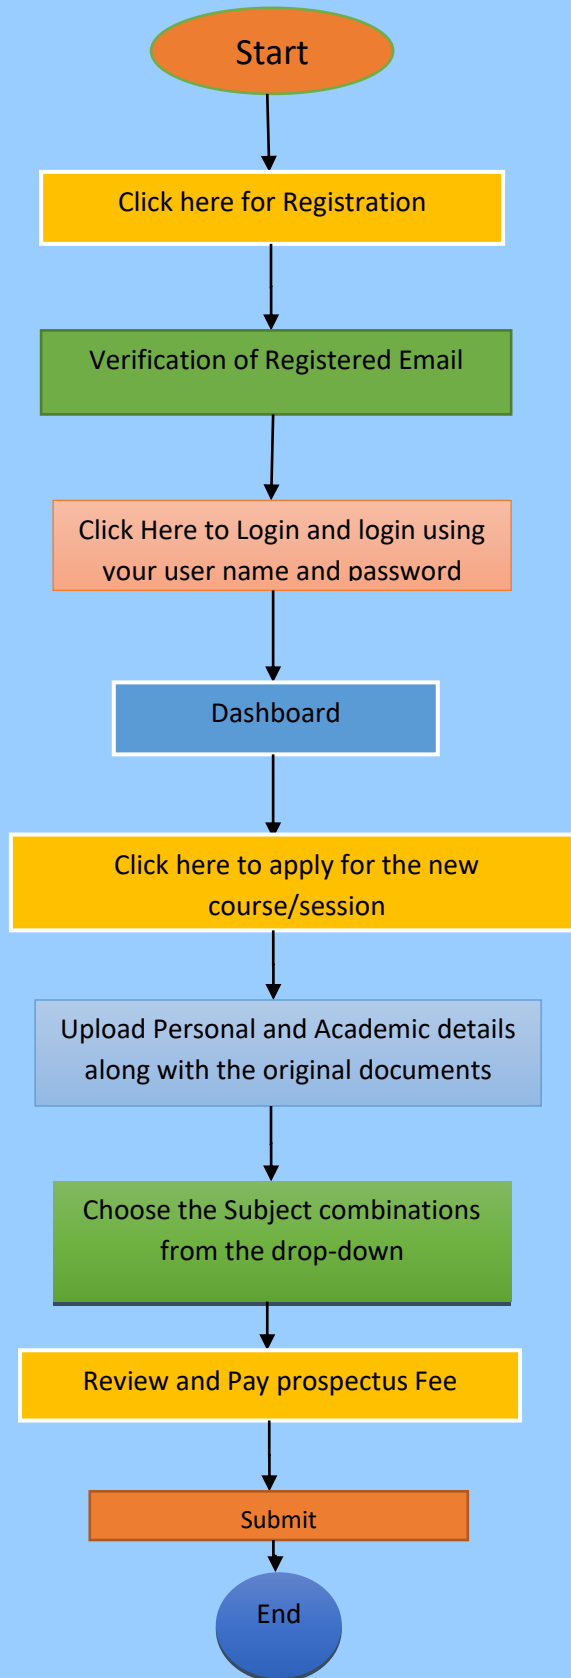 Start
Click here for Registration
Verification of Registered Email
Click Here to Login and login using
your user name and password
Dashboard
Click here to apply for the new
course/session
Upload Personal and Academic details
along with the original documents
Choose the Subject combinations
from the drop-down
Review and Pay prospectus Fee
Submit
End